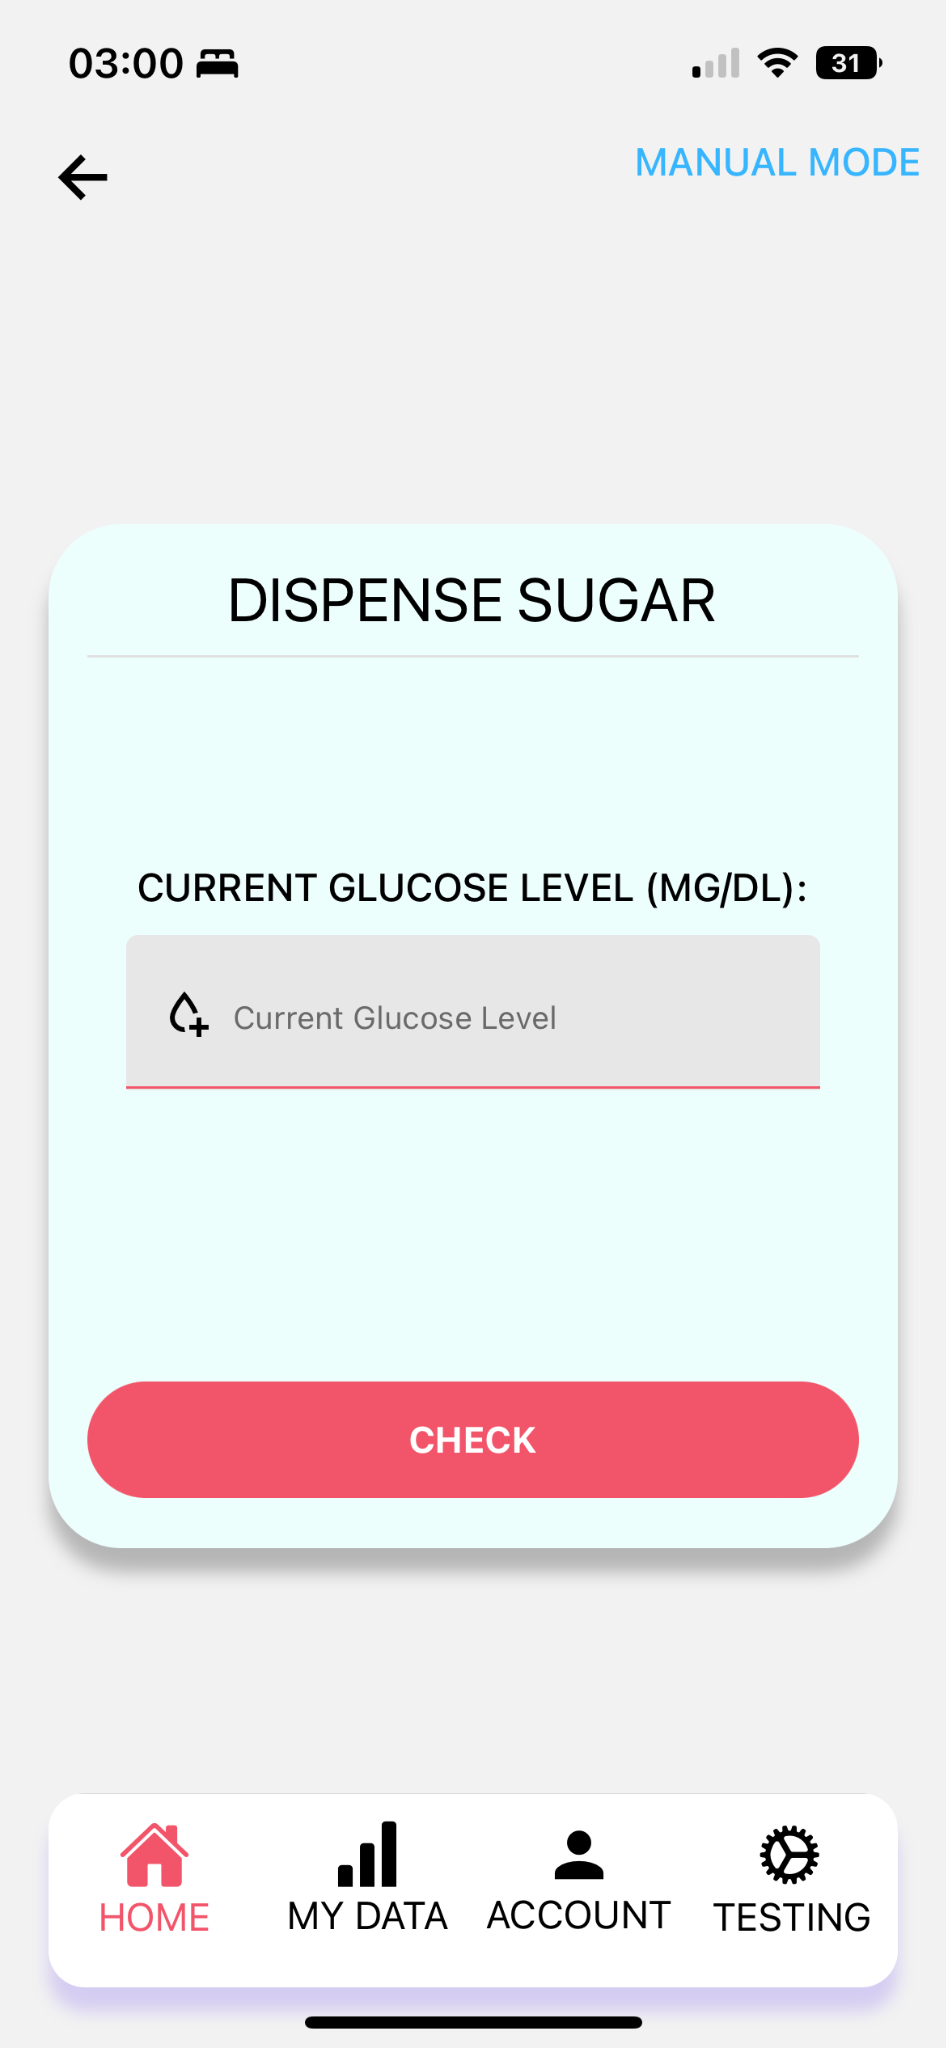 03:00
31
MANUAL MODE
DISPENSE SUGAR
CURRENT GLUCOSE LEVEL (MG/DL):
Current Glucose Level
CHECK
HOME
MY DATA
ACCOUNT
TESTING